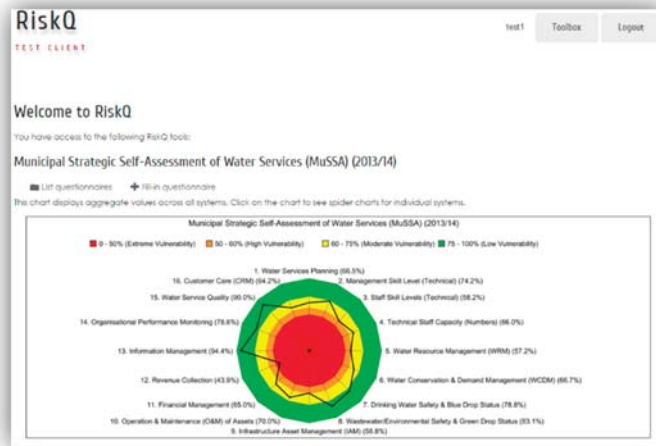 RiskQ
TEST CLIENT
test1 Toolbox Logout
Welcome to RiskQ
You have access to the following RiskQ tools:
Municipal Strategic Self-Assessment of Water Services (MuSSA) (2013/14)
List questionnaires Fill-in questionnaire
This chart displays aggregate values across all systems. Click on the chart to see spider charts for individual systems.
Municipal Strategic Self-Assessment of Water Services (MuSSA) (2013/14)
0 - 50% (Extreme Vulnerability) 50 - 60% (High Vulnerability) 60 - 75% (Moderate Vulnerability) 75 - 100% (Low Vulnerability)
1. Water Services Planning (66.5%)
16. Customer Care (CRM) (64.2%) 2. Management Skill Level (Technical) (74.2%)
15. Water Service Quality (90.0%) 3. Staff Skill Levels (Technical) (58.2%)
14. Organisational Performance Monitoring (78.8%) 4. Technical Staff Capacity (Numbers) (66.0%)
13. Information Management (94.4%) 5. Water Resource Management (WRM) (57.2%)
12. Revenue Collection (43.9%) 6. Water Conservation & Demand Management (WCDM) (66.7%)
11. Financial Management (65.0%) 7. Drinking Water Safety & Blue Drop Status (78.8%)
10. Operation & Maintenance (O&M) of Assets (70.0%) 8. Wastewater/Environmental Safety & Green Drop Status (83.1%)
9. Infrastructure Asset Management (IAM) (56.8%)